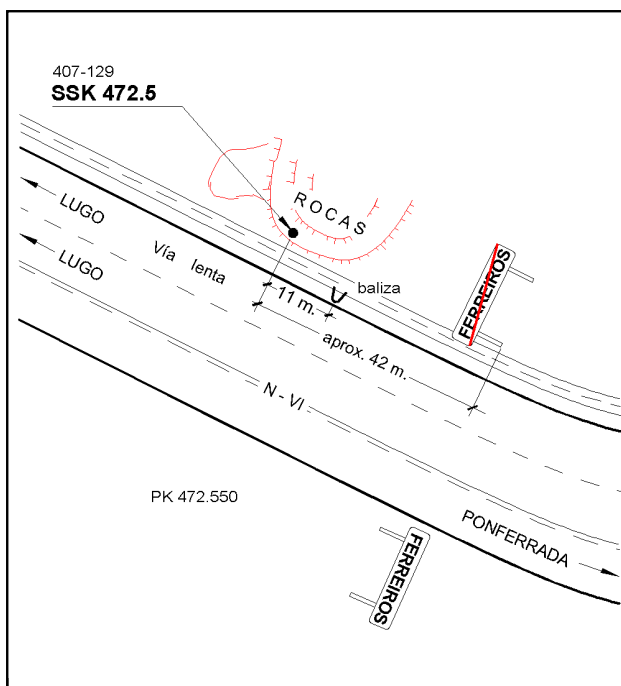 407-129
SSK 472.5
ROCAS
LUGO
LUGO
Vía lenta
11 m.
baliza
FERREIROS
aprox. 42 m.
N - VI
PK 472.550
PONFERRADA
FERREIROS